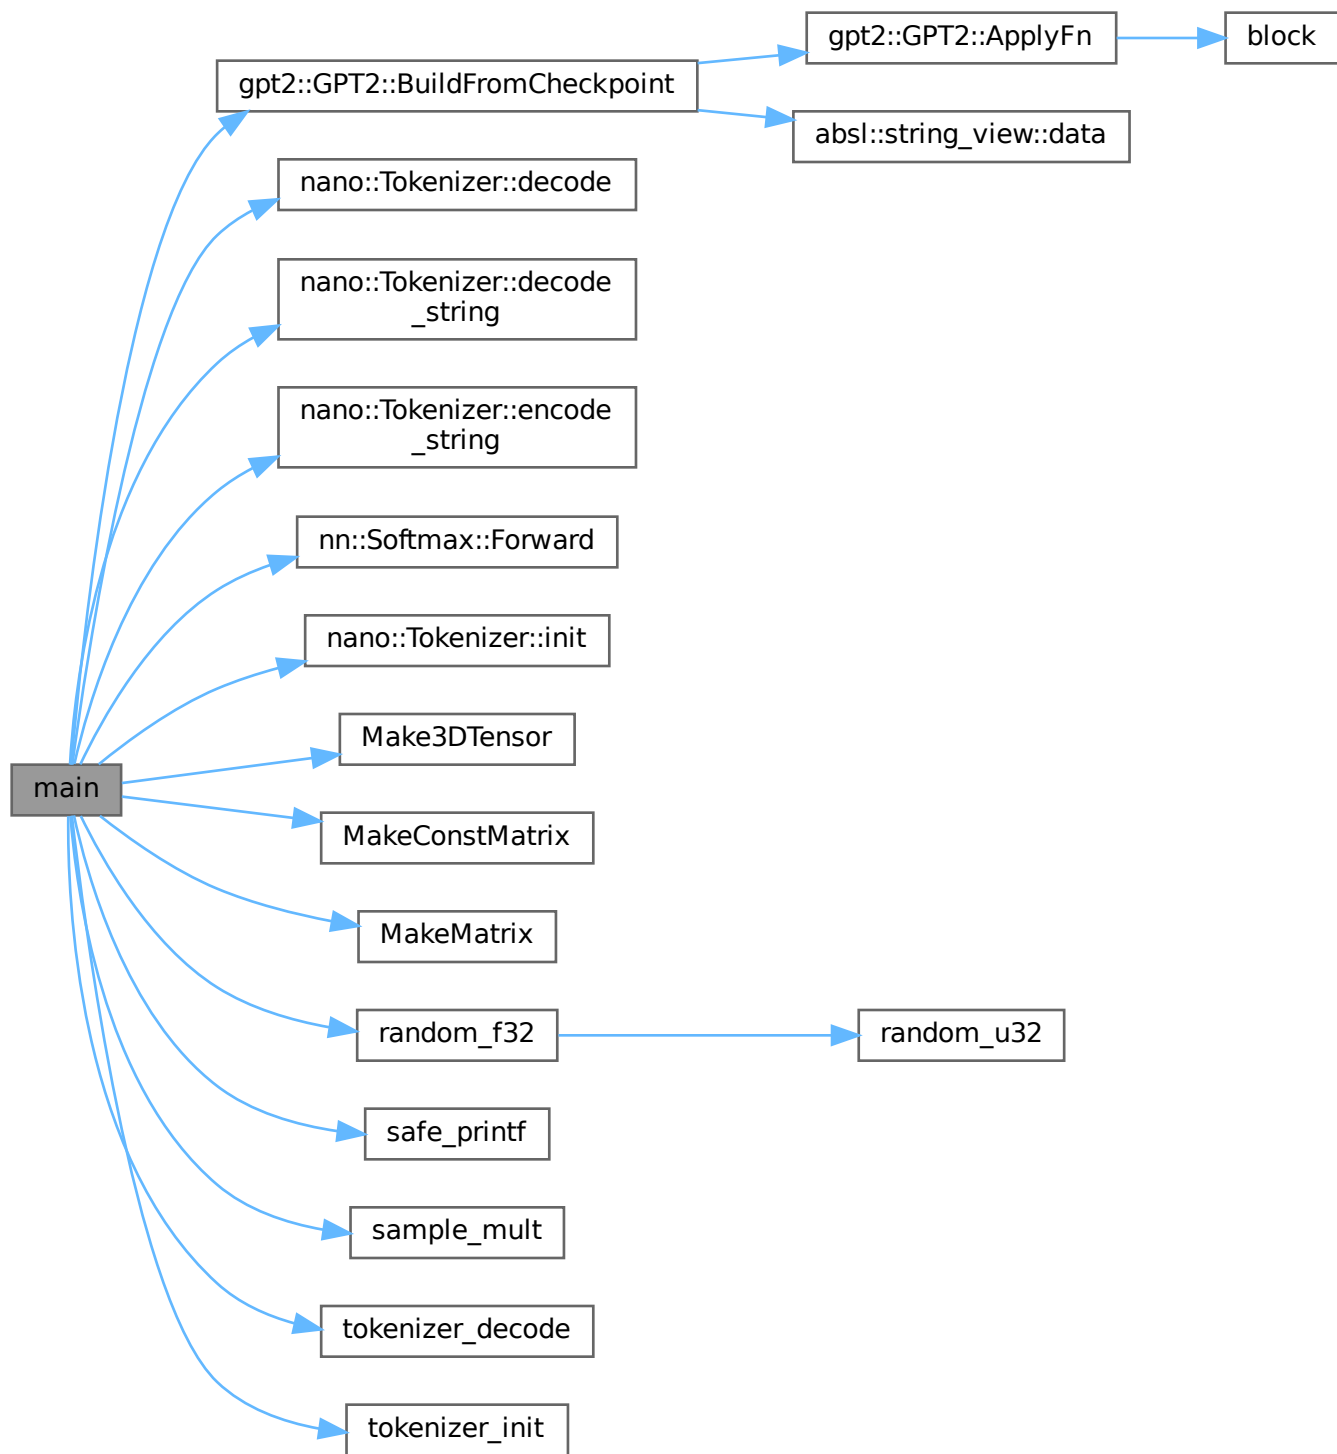 gpt2::GPT2::ApplyFn
block
gpt2::GPT2::BuildFromCheckpoint
absl::string_view::data
nano::Tokenizer::decode
nano::Tokenizer::decode
_string
nano::Tokenizer::encode
_string
nn::Softmax::Forward
nano::Tokenizer::init
Make3DTensor
main
MakeConstMatrix
MakeMatrix
random_f32
random_u32
safe_printf
sample_mult
tokenizer_decode
tokenizer_init